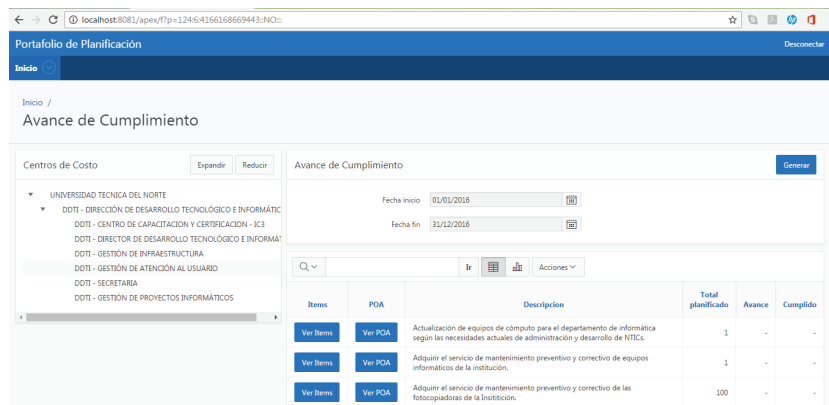 localhost:8081/apex/f?p=124:6:4166168669443::NO:::
Portafolio de Planificación
Desconectar
Inicio
Inicio /
Avance de Cumplimiento
Centros de Costo
Expandir
Reducir
UNIVERSIDAD TECNICA DEL NORTE
DDTI - DIRECCIÓN DE DESARROLLO TECNOLÓGICO E INFORMÁTIC
DDTI - CENTRO DE CAPACITACION Y CERTIFICACION - IC3
DDTI - DIRECTOR DE DESARROLLO TECNOLÓGICO E INFORMÁT
DDTI - GESTIÓN DE INFRAESTRUCTURA
DDTI - GESTIÓN DE ATENCIÓN AL USUARIO
DDTI - SECRETARIA
DDTI - GESTIÓN DE PROYECTOS INFORMÁTICOS
Avance de Cumplimiento
Generar
Fecha inicio 01/01/2016
Fecha fin 31/12/2016
Ir
Acciones
Items POA Descripcion Total planificado Avance Cumplido
Ver Items Ver POA Actualización de equipos de cómputo para el departamento de informática 1 - -
según las necesidades actuales de administración y desarrollo de NTICs.
Ver Items Ver POA Adquirir el servicio de mantenimiento preventivo y correctivo de equipos 1 - -
informáticos de la institución.
Ver Items Ver POA Adquirir el servicio de mantenimiento preventivo y correctivo de las 100 - -
fotocopiadoras de la Insititición.